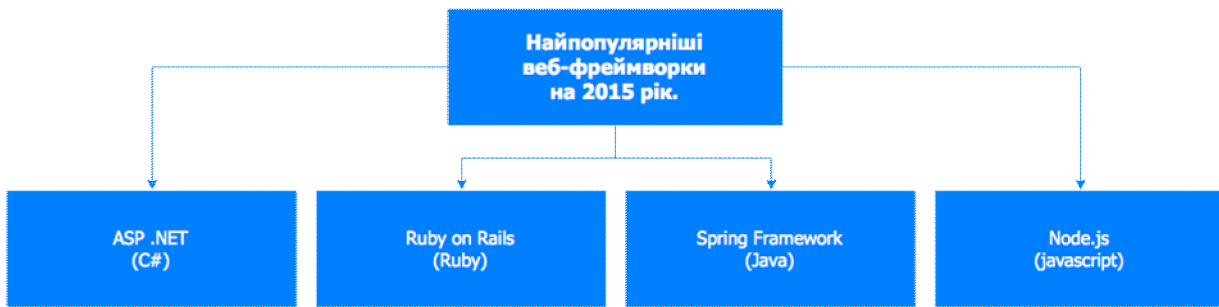 Найпопулярніші
веб-фреймворки
на 2015 рік.
ASP .NET
(C#)
Ruby on Rails
(Ruby)
Spring Framework
(Java)
Node.js
(javascript)